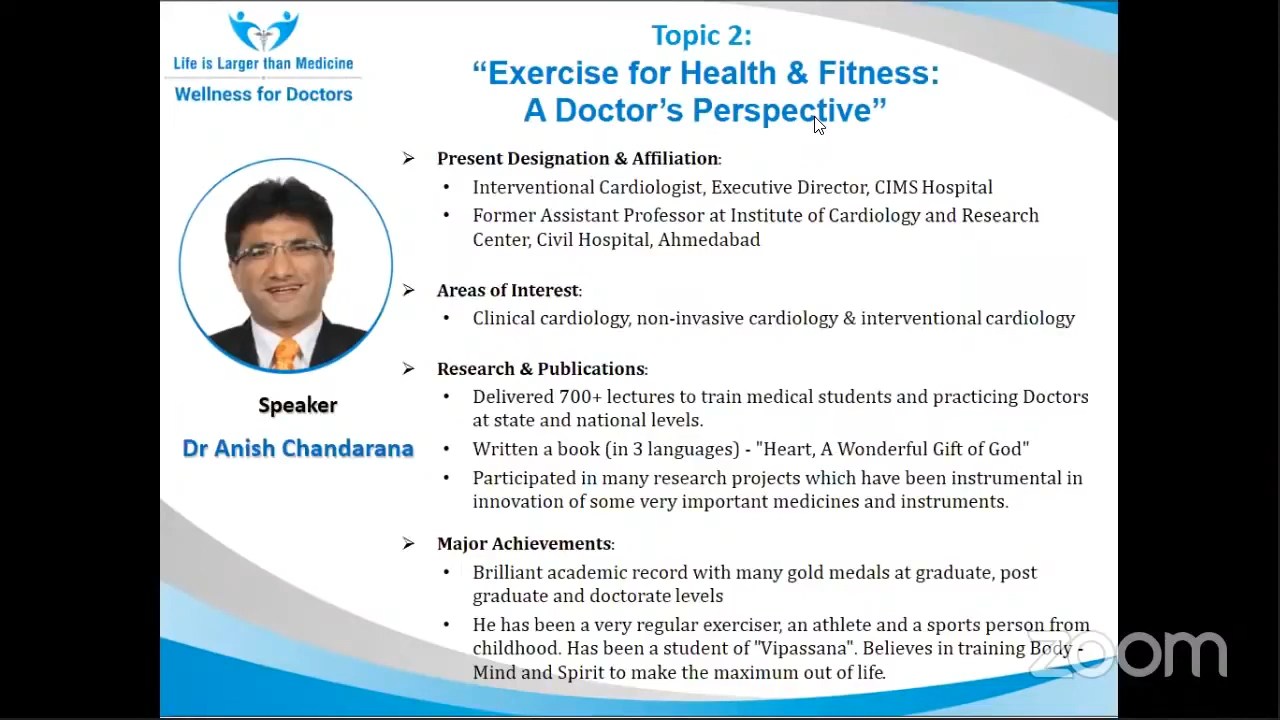 Life is Larger than Medicine
Wellness for Doctors
Topic 2:
“Exercise for Health & Fitness:
A Doctor’s Perspective”
Speaker
Dr Anish Chandarana
➢ Present Designation & Affiliation:
• Interventional Cardiologist, Executive Director, CIMS Hospital
• Former Assistant Professor at Institute of Cardiology and Research
Center, Civil Hospital, Ahmedabad
➢ Areas of Interest:
• Clinical cardiology, non-invasive cardiology & interventional cardiology
➢ Research & Publications:
• Delivered 700+ lectures to train medical students and practicing Doctors
at state and national levels.
• Written a book (in 3 languages) - "Heart, A Wonderful Gift of God"
• Participated in many research projects which have been instrumental in
innovation of some very important medicines and instruments.
➢ Major Achievements:
• Brilliant academic record with many gold medals at graduate, post
graduate and doctorate levels
• He has been a very regular exerciser, an athlete and a sports person from
childhood. Has been a student of "Vipassana". Believes in training Body -
Mind and Spirit to make the maximum out of life.
zoom